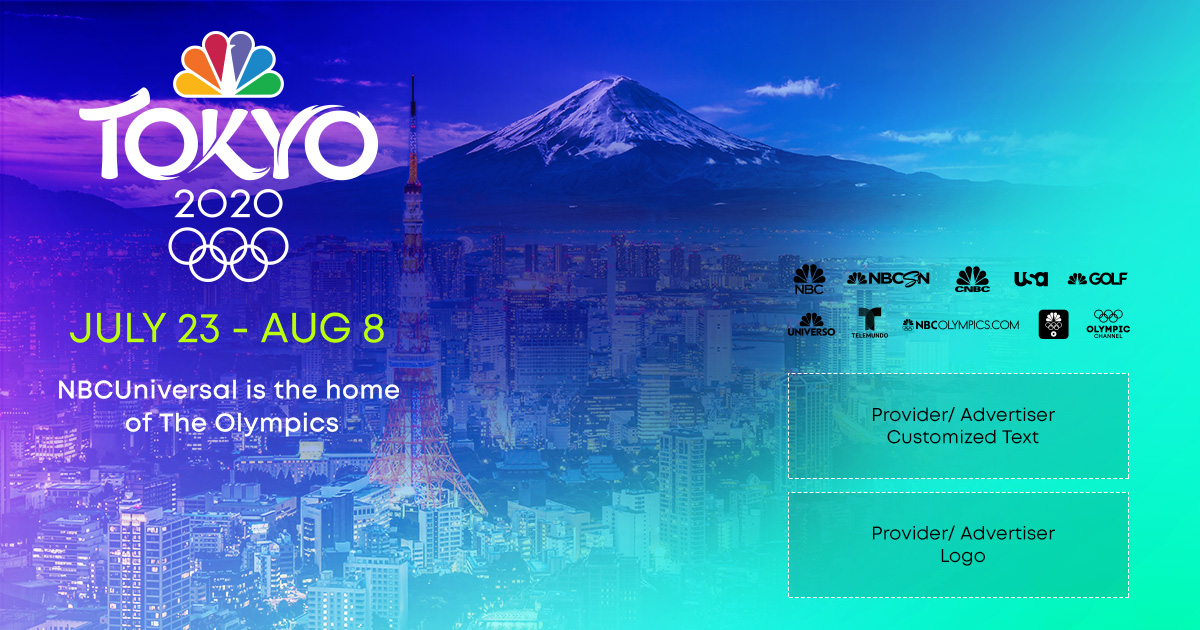 TOKYO
2020
JULY 23 - AUG 8
NBCUniversal is the home
of The Olympics
NBC NBCSN CNBC USA GOLF
UNIVERSO TELEMUNDO NBCOLYMPICS.COM OLYMPIC
CHANNEL
Provider/ Advertiser
Customized Text
Provider/ Advertiser
Logo